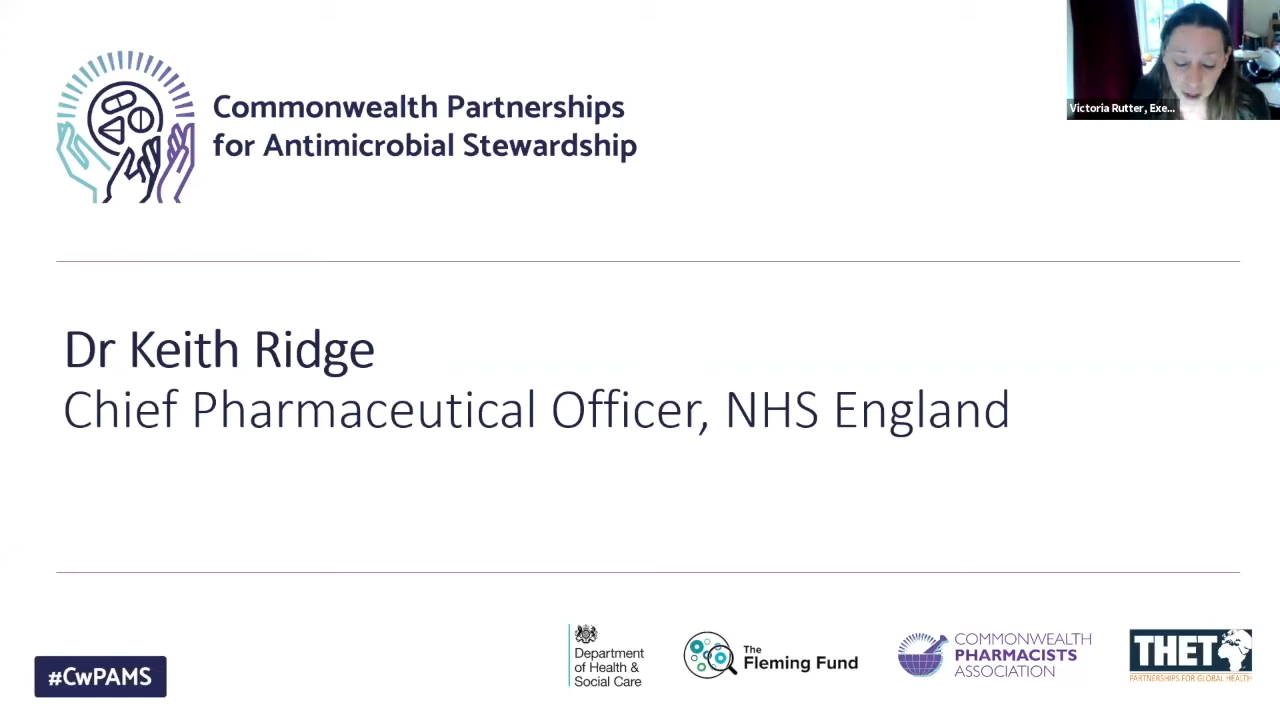 Commonwealth Partnerships
for Antimicrobial Stewardship
Victoria Rutter, Exe...
Dr Keith Ridge
Chief Pharmaceutical Officer, NHS England
#CwPAMS
Department
of Health &
Social Care
The
Fleming Fund
COMMONWEALTH
PHARMACISTS
ASSOCIATION
THET
PARTNERSHIPS FOR GLOBAL HEALTH